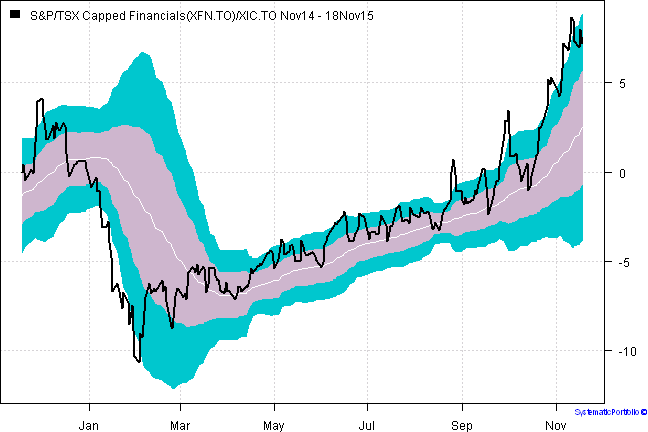 S&P/TSX Capped Financials(XFN.TO)/XIC.TO Nov14 - 18Nov15
5
0
-5
-10
Jan Mar May Jul Sep Nov
SystematicPortfolio ©